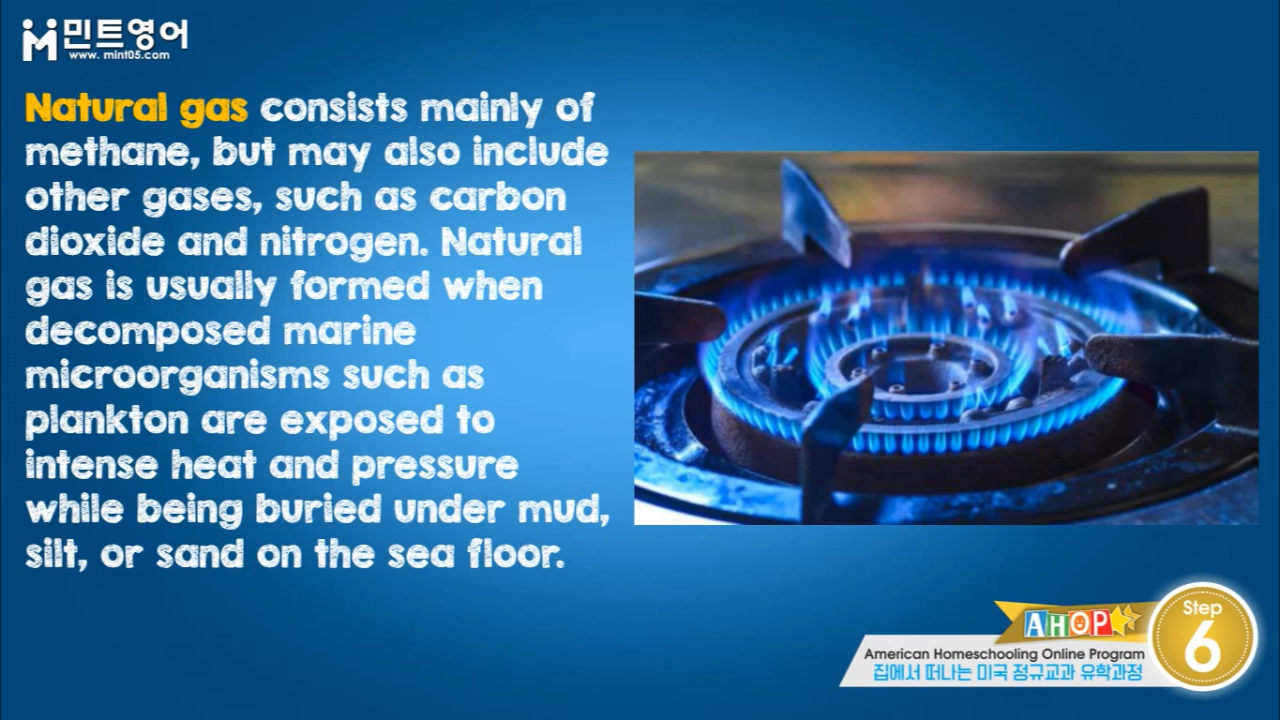 민트영어
www. mint05.com
Natural gas consists mainly of
methane, but may also include
other gases, such as carbon
dioxide and nitrogen. Natural
gas is usually formed when
decomposed marine
microorganisms such as
plankton are exposed to
intense heat and pressure
while being buried under mud,
silt, or sand on the sea floor.
AHOP
Step
6
American Homeschooling Online Program
집에서 떠나는 미국 정규교과 유학과정